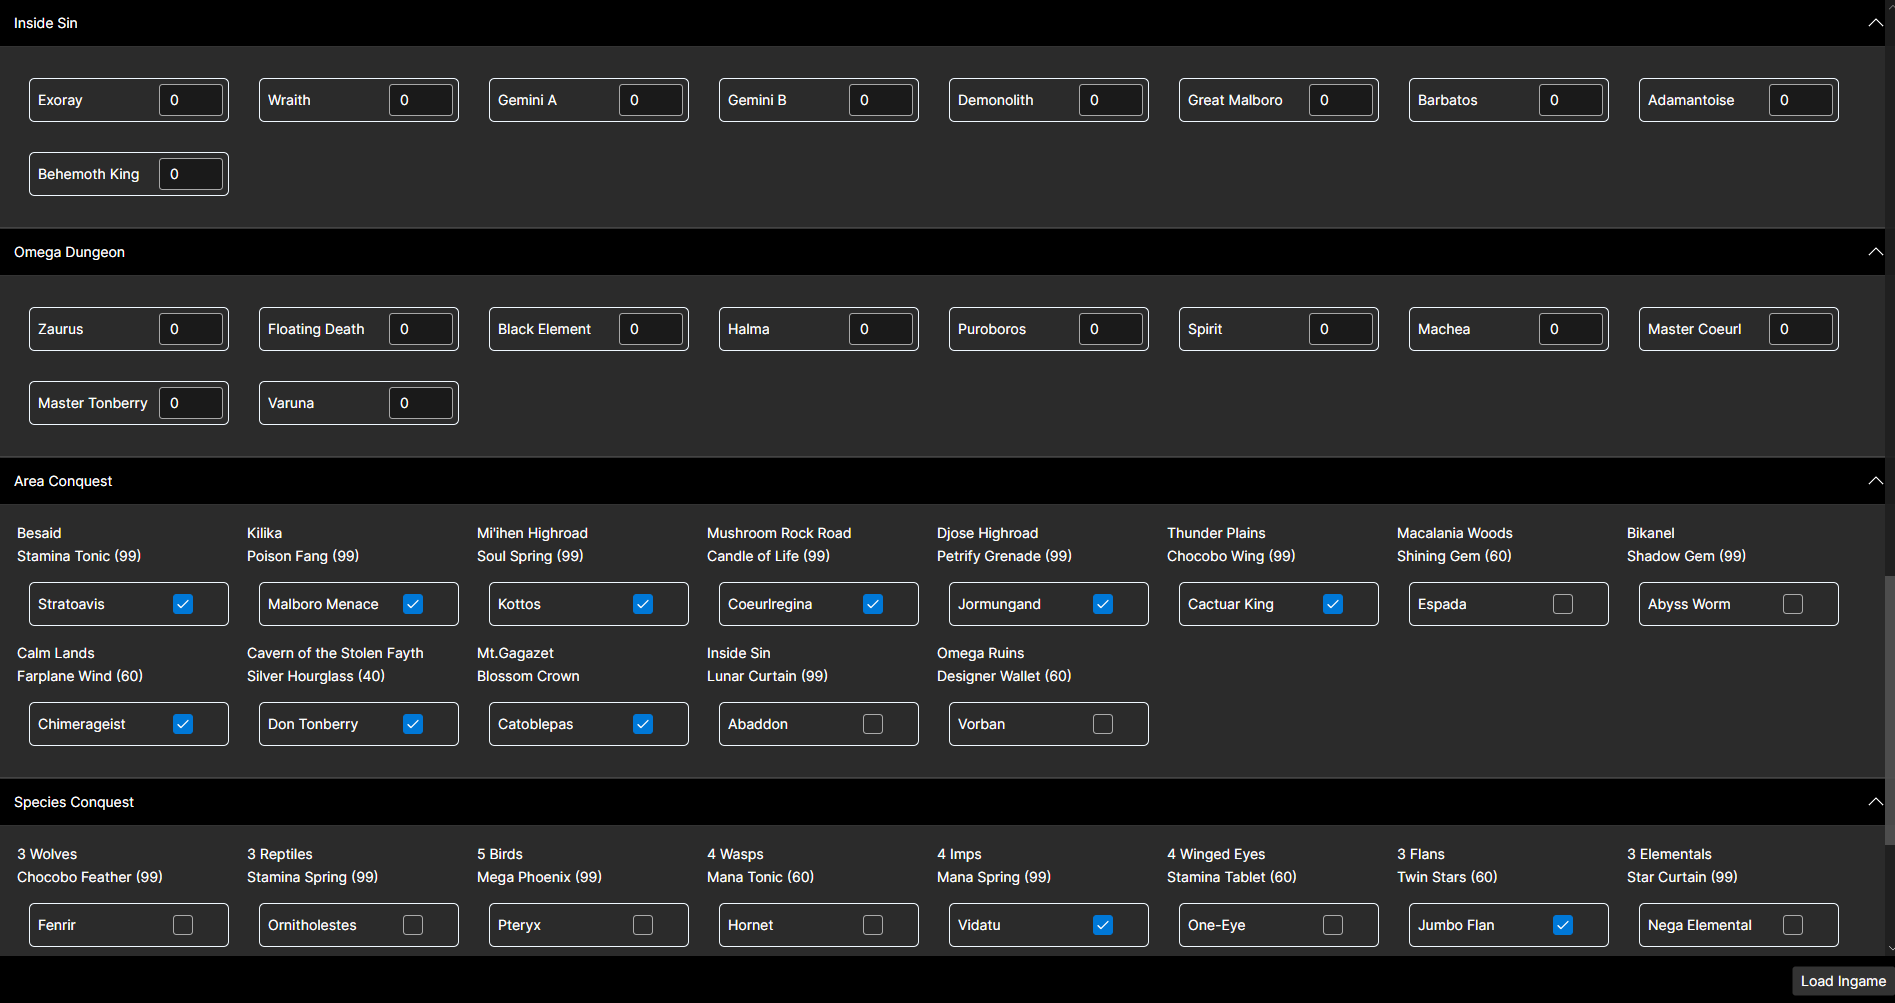 Inside Sin
Exoray 0 Wraith 0 Gemini A 0 Gemini B 0 Demonolith 0 Great Malboro 0 Barbatos 0 Adamantoise 0
Behemoth King 0
Omega Dungeon
Zaurus 0 Floating Death 0 Black Element 0 Halma 0 Puroboros 0 Spirit 0 Machea 0 Master Coeurl 0
Master Tonberry 0 Varuna 0
Area Conquest
Besaid Kilika Mi'ihen Highroad Mushroom Rock Road Djose Highroad Thunder Plains Macalania Woods Bikanel
Stamina Tonic (99) Poison Fang (99) Soul Spring (99) Candle of Life (99) Petrify Grenade (99) Chocobo Wing (99) Shining Gem (60) Shadow Gem (99)
Stratoavis Malboro Menace Kottos Coeurlregina Jormungand Cactuar King Espada Abyss Worm
Calm Lands Cavern of the Stolen Fayth Mt.Gagazet Inside Sin Omega Ruins
Farplane Wind (60) Silver Hourglass (40) Blossom Crown Lunar Curtain (99) Designer Wallet (60)
Chimerageist Don Tonberry Catoblepas Abaddon Vorban
Species Conquest
3 Wolves 3 Reptiles 5 Birds 4 Wasps 4 Imps 4 Winged Eyes 3 Flans 3 Elementals
Chocobo Feather (99) Stamina Spring (99) Mega Phoenix (99) Mana Tonic (60) Mana Spring (99) Stamina Tablet (60) Twin Stars (60) Star Curtain (99)
Fenrir Ornitholestes Pteryx Hornet Vidatu One-Eye Jumbo Flan Nega Elemental
Load Ingame